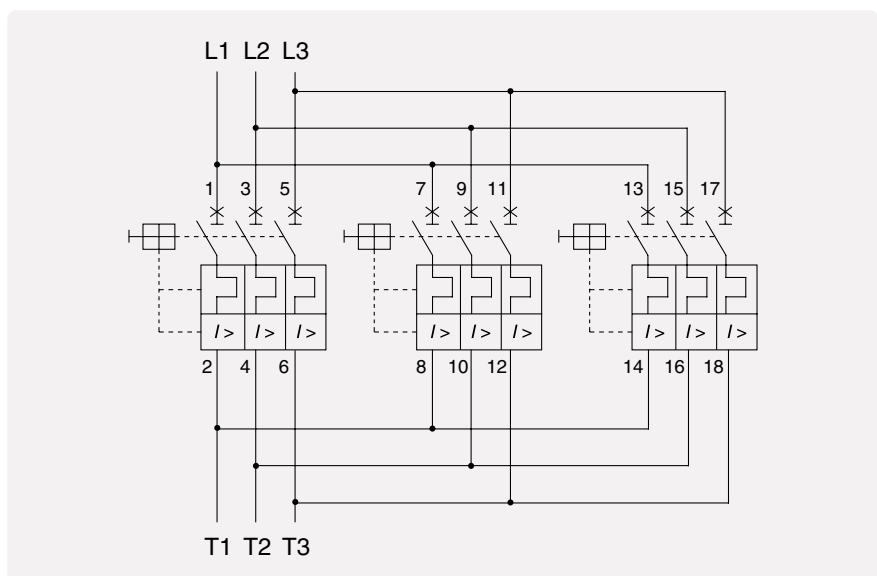 L1 L2 L3
1 3 5 7 9 11 13 15 17
I > I > I > I > I > I > I > I > I >
2 4 6 8 10 12 14 16 18
T1 T2 T3